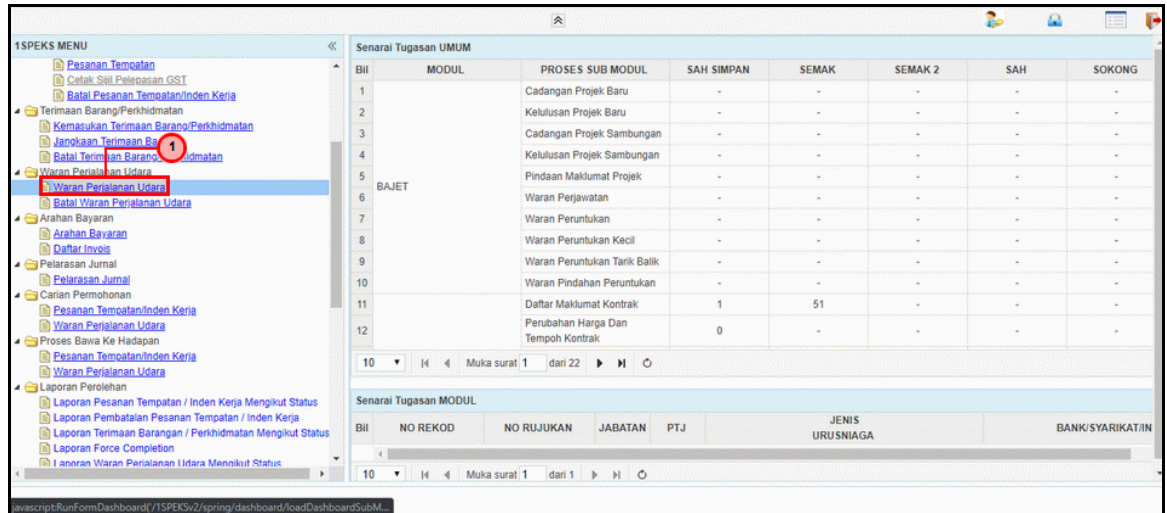 1SPEKS MENU
Pesanan Tempatan
Cetak Sijil Pelepasan GST
Batal Pesanan Tempatan/Inden Kerja
Terimaan Barang/Perkhidmatan
Kemasukan Terimaan Barang/Perkhidmatan
Jangkaan Terimaan
1
Batal Terimaan
Waran Perjalanan Udara
Waran Perjalanan Udara
Batal Waran Perjalanan Udara
Arahan Bayaran
Arahan Bayaran
Daftar Invois
Pelarasan Jurnal
Pelarasan Jurnal
Carian Permohonan
Pesanan Tempatan/Inden Kerja
Waran Perjalanan Udara
Proses Bawa Ke Hadapan
Pesanan Tempatan/Inden Kerja
Waran Perjalanan Udara
Laporan Perolehan
Laporan Pesanan Tempatan / Inden Kerja Mengikut Status
Laporan Pembatalan Pesanan Tempatan / Inden Kerja
Laporan Terimaan Barangan / Perkhidmatan Mengikut Status
Laporan Force Completion
Laporan Waran Perjalanan Udara Mengikut Status
javascript:RunFormDashboard('/1SPEKSv2/spring/dashboard/loadDashboardSubM...
Senarai Tugasan UMUM
Bil MODUL PROSES SUB MODUL SAH SIMPAN SEMAK SEMAK 2 SAH SOKONG
1 Cadangan Projek Baru - - - - -
2 Kelulusan Projek Baru - - - - -
3 Cadangan Projek Sambungan - - - - -
4 Kelulusan Projek Sambungan - - - - -
5 Pindaan Maklumat Projek - - - - -
BAJET
6 Waran Perjawatan - - - - -
7 Waran Peruntukan - - - - -
8 Waran Peruntukan Kecil - - - - -
9 Waran Peruntukan Tarik Balik - - - - -
10 Waran Pindahan Peruntukan - - - - -
11 Daftar Maklumat Kontrak 1 51 - - -
12 Perubahan Harga Dan Tempoh Kontrak 0 - - - -
10 Muka surat 1 dari 22
Senarai Tugasan MODUL
Bil NO REKOD NO RUJUKAN JABATAN PTJ JENIS URUSNIAGA BANK/SYARIKAT/IN
10 Muka surat 1 dari 1